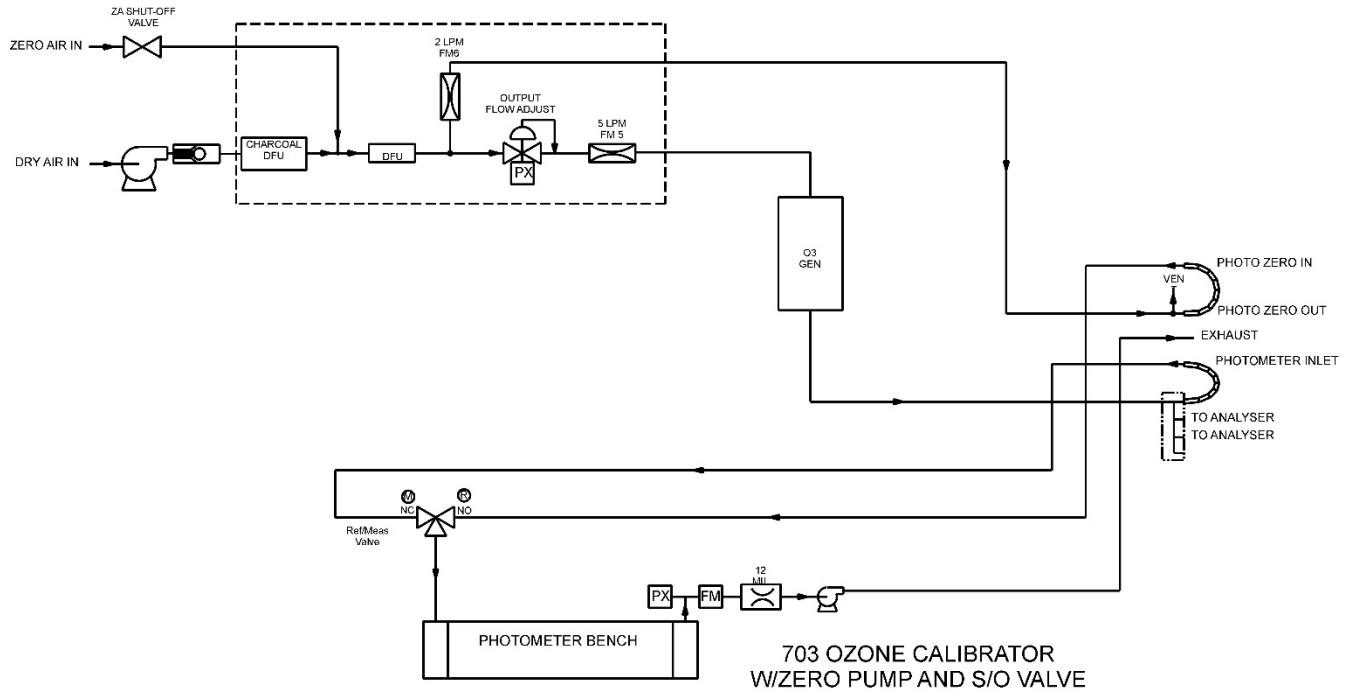 ZA SHUT-OFF
VALVE
ZERO AIR IN
2 LPM
FM6
OUTPUT
FLOW ADJUST
5 LPM
FM 5
CHARCOAL
DFU
DFU
DRY AIR IN
PX
O3
GEN
PHOTO ZERO IN
VEN
PHOTO ZERO OUT
EXHAUST
PHOTOMETER INLET
TO ANALYSER
TO ANALYSER
M
R
NC
NO
Ref/Meas
Valve
12
MIL
PX
FM
PHOTOMETER BENCH
703 OZONE CALIBRATOR
W/ZERO PUMP AND S/O VALVE